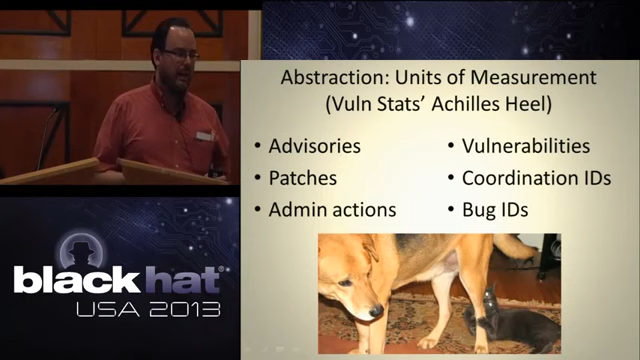 Abstraction: Units of Measurement
(Vuln Stats' Achilles Heel)
• Advisories
• Patches
• Admin actions
• Vulnerabilities
• Coordination IDs
• Bug IDs
black hat®
USA 2013